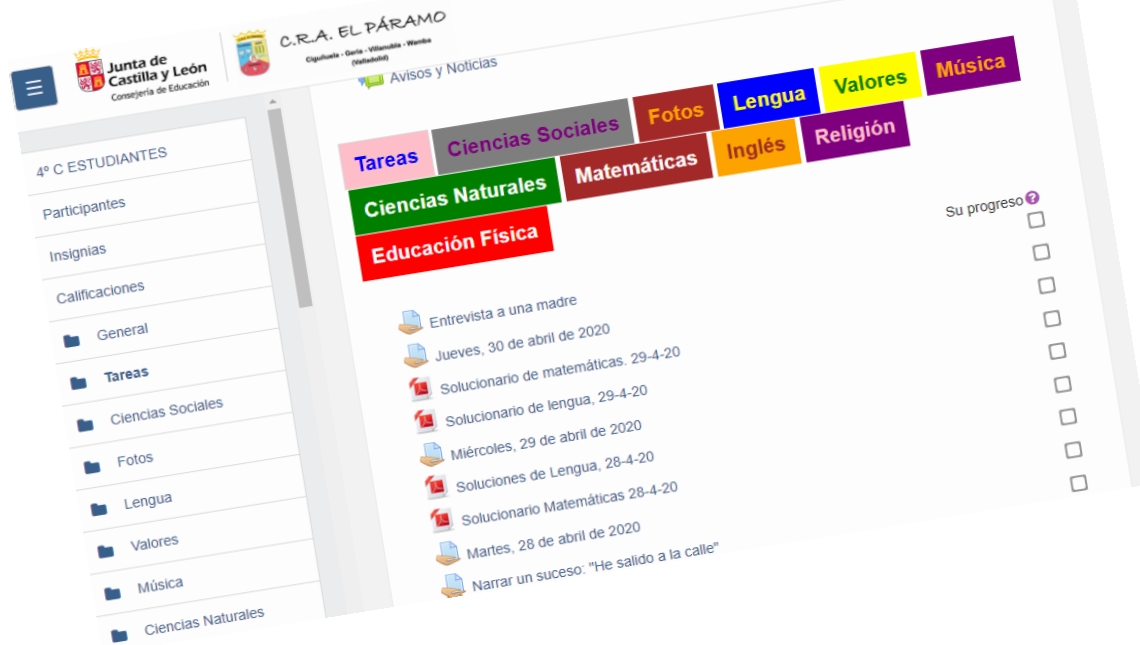 Junta de
Castilla y León
Consejería de Educación
C.R.A. EL PÁRAMO
Ciguñuela - Geria - Villanubla - Wamba
(Valladolid)
4º C ESTUDIANTES
Participantes
Insignias
Calificaciones
General
Tareas
Ciencias Sociales
Fotos
Lengua
Valores
Música
Ciencias Naturales
Avisos y Noticias
Tareas Ciencias Sociales Fotos Lengua Valores Música
Ciencias Naturales Matemáticas Inglés Religión
Educación Física
Su progreso
Entrevista a una madre
Jueves, 30 de abril de 2020
Solucionario de matemáticas. 29-4-20
Solucionario de lengua, 29-4-20
Miércoles, 29 de abril de 2020
Soluciones de Lengua, 28-4-20
Solucionario Matemáticas 28-4-20
Martes, 28 de abril de 2020
Narrar un suceso: "He salido a la calle"